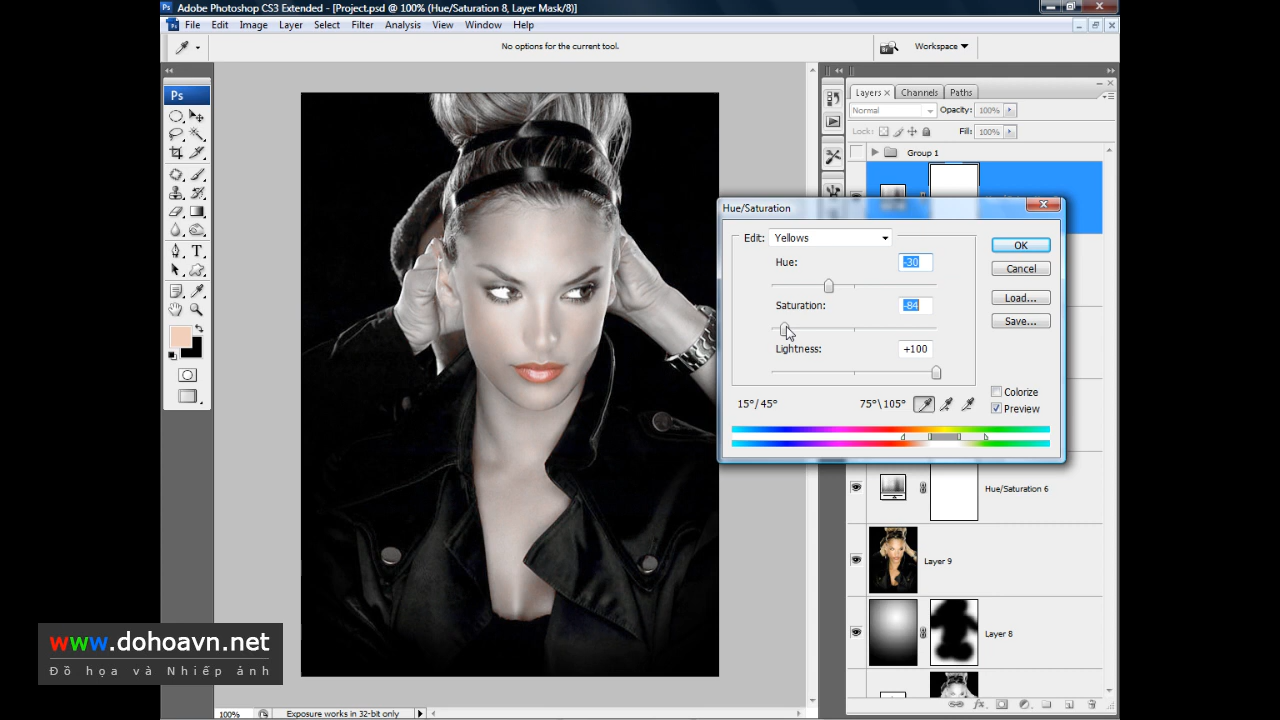 Adobe Photoshop CS3 Extended - [Project.psd @ 100% (Hue/Saturation 8, Layer Mask/8)]
File Edit Image Layer Select Filter Analysis View Window Help
No options for the current tool.
Workspace
Ps
Layers x Channels Paths
Normal Opacity: 100%
Lock: Fill: 100%
Group 1
Hue/Saturation
Edit: Yellows
Hue: -30
OK
Cancel
Saturation: -84
Load...
Save...
Lightness: +100
Colorize
15°/45° 75°\105°
Preview
Hue/Saturation 6
Layer 9
Layer 8
www.dohoavn.net
Đồ họa và Nhiếp ảnh
100% Exposure works in 32-bit only